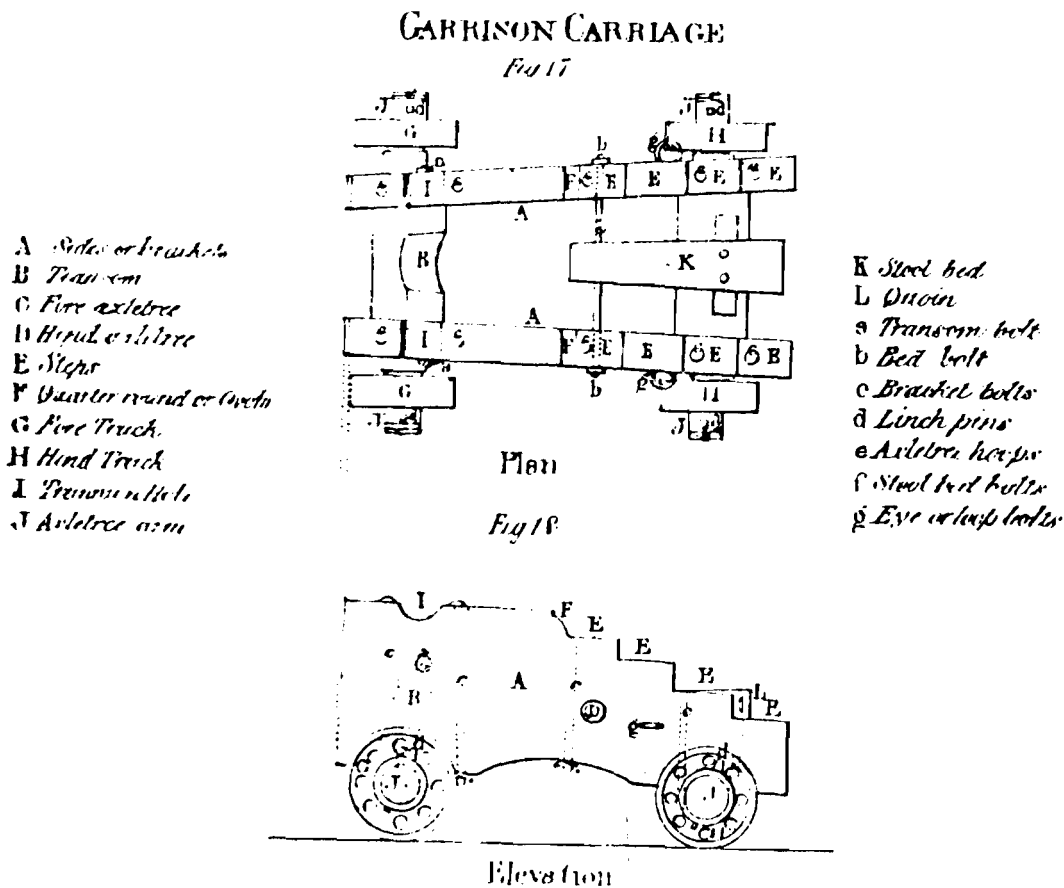 GARRISON CARRIAGE
Fig 17
A Sides or brackets
B Transom
C Fore axletree
D Hind axletree
E Steps
F Quarter round or Ovolo
G Fore Truck
H Hind Truck
I Trunnion Hole
J Axletree arm
K Stool bed
L Quoin
a Transom bolt
b Bed bolt
c Bracket bolts
d Linch pins
e Axletree hoops
f Stool bed bolts
g Eye or loop bolts
J J
G H
b g
I F E E E E
A
B K
A
I F E E E E
g
G b H
J J
Plan
Fig 18
I F E
E
A E
B L E
g
J J
Elevation